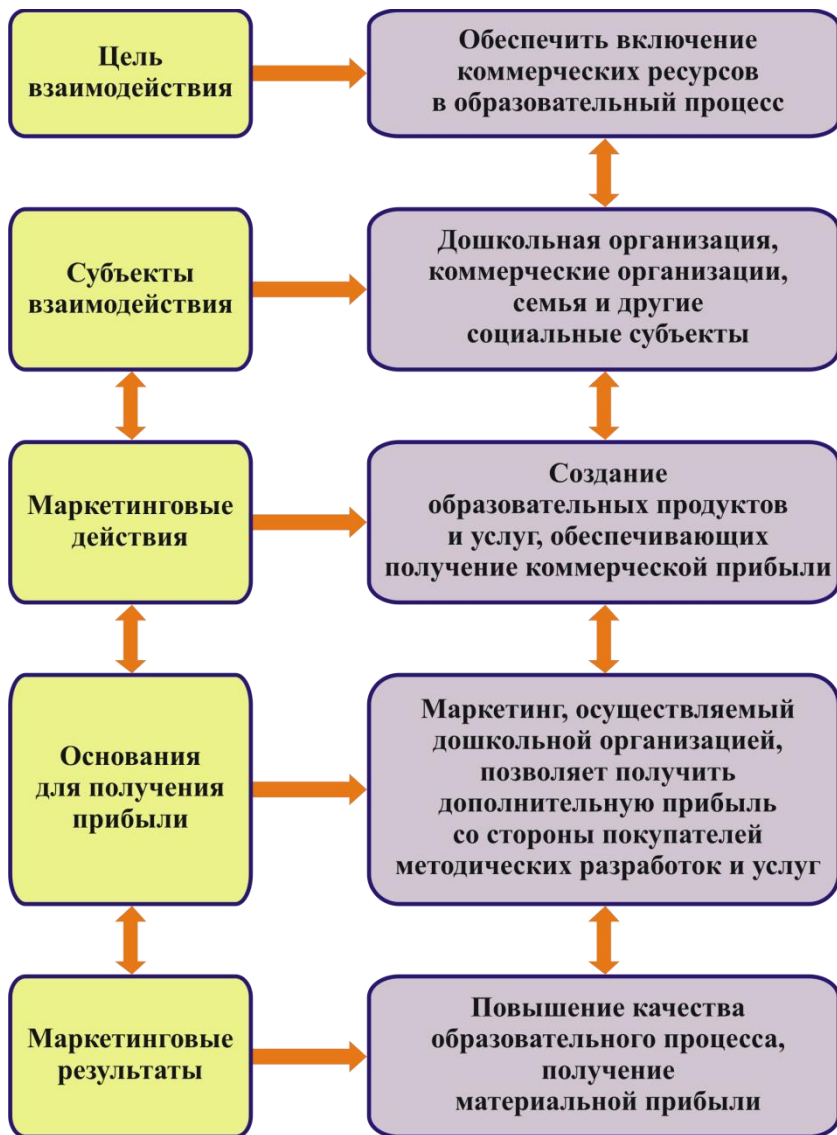 Цель
взаимодействия
Обеспечить включение
коммерческих ресурсов
в образовательный процесс
Субъекты
взаимодействия
Дошкольная организация,
коммерческие организации,
семья и другие
социальные субъекты
Маркетинговые
действия
Создание
образовательных продуктов
и услуг, обеспечивающих
получение коммерческой прибыли
Основания
для получения
прибыли
Маркетинг, осуществляемый
дошкольной организацией,
позволяет получить
дополнительную прибыль
со стороны покупателей
методических разработок и услуг
Маркетинговые
результаты
Повышение качества
образовательного процесса,
получение
материальной прибыли